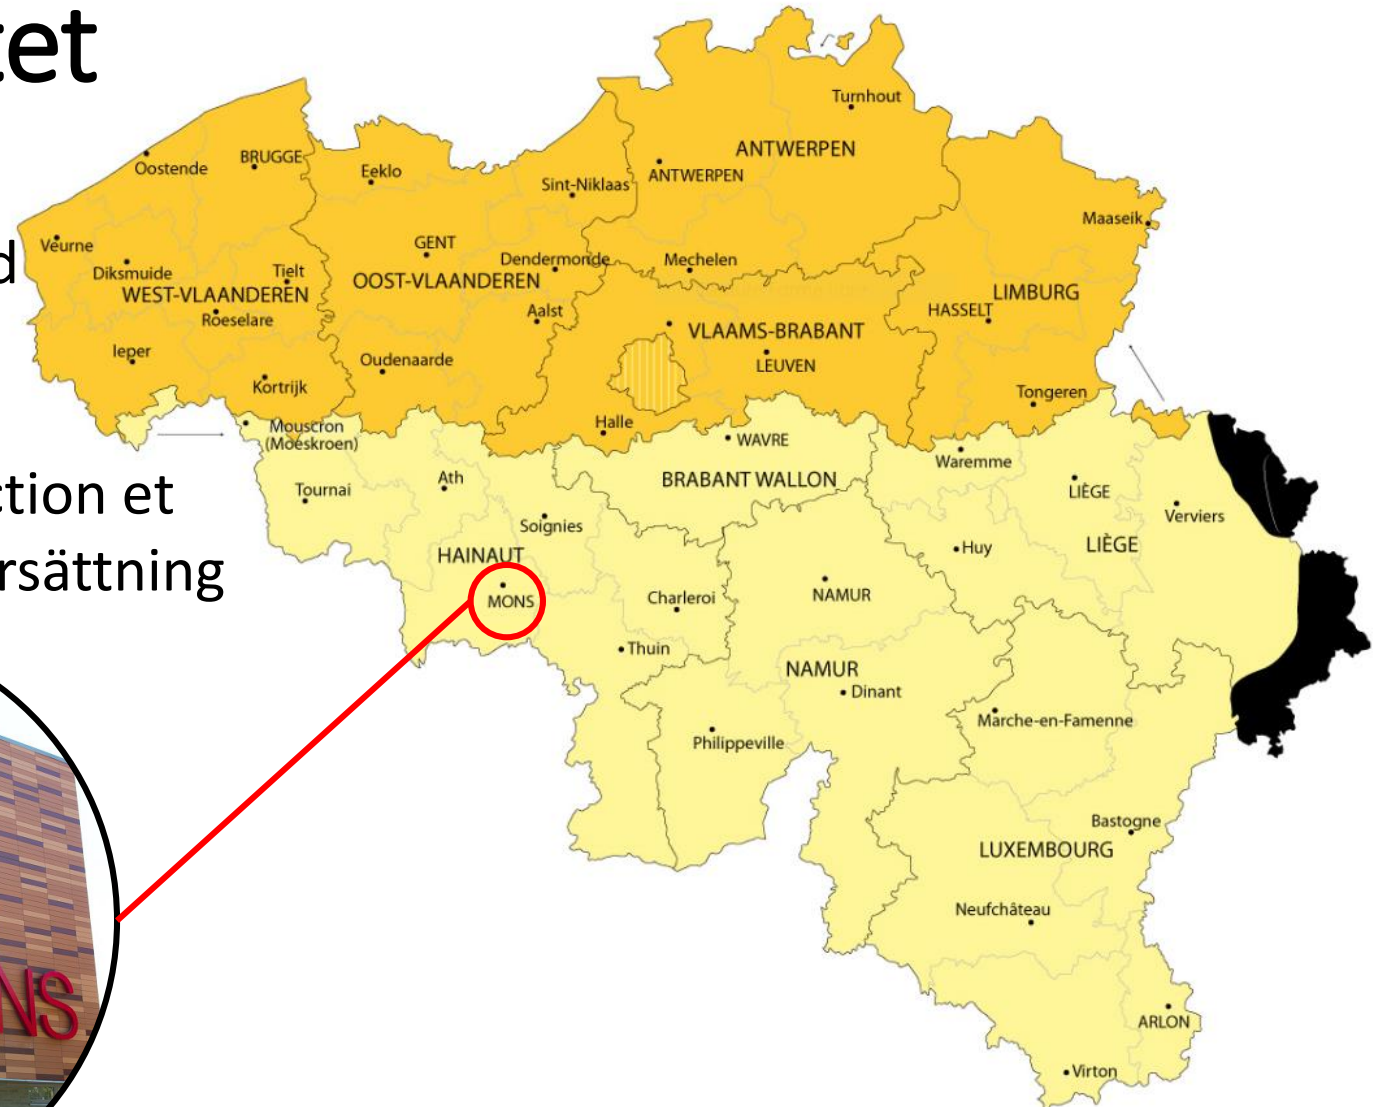 tet
d
ction et
rsättning
NS
Turnhout
ANTWERPEN
BRUGGE
Oostende
Eeklo
ANTWERPEN
Sint-Niklaas
Maaseik
Veurne
GENT
Dendermonde
Mechelen
Diksmuide
Tielt
OOST-VLAANDEREN
WEST-VLAANDEREN
LIMBURG
Roeselare
Aalst
HASSELT
VLAAMS-BRABANT
Ieper
Oudenaarde
LEUVEN
Kortrijk
Tongeren
Halle
Mouscron
(Moeskroen)
WAVRE
Waremme
Ath
BRABANT WALLON
Tournai
LIÈGE
Verviers
Soignies
LIÈGE
Huy
HAINAUT
MONS
Charleroi
NAMUR
Thuin
NAMUR
Dinant
Marche-en-Famenne
Philippeville
Bastogne
LUXEMBOURG
Neufchâteau
ARLON
Virton